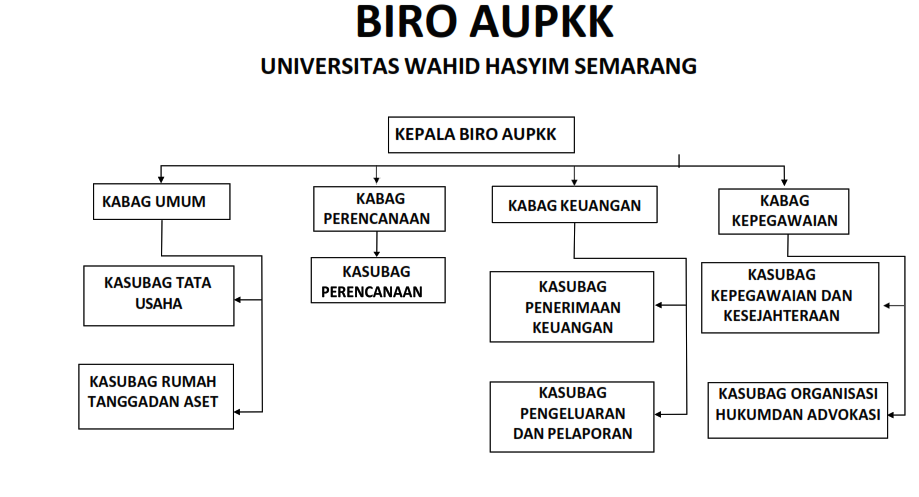 BIRO AUPKK
UNIVERSITAS WAHID HASYIM SEMARANG
KEPALA BIRO AUPKK
KABAG UMUM
KABAG
PERENCANAAN
KABAG KEUANGAN
KABAG
KEPEGAWAIAN
KASUBAG TATA
USAHA
KASUBAG
PERENCANAAN
KASUBAG
PENERIMAAN
KEUANGAN
KASUBAG
KEPEGAWAIAN DAN
KESEJAHTERAAN
KASUBAG RUMAH
TANGGADAN ASET
KASUBAG
PENGELUARAN
DAN PELAPORAN
KASUBAG ORGANISASI
HUKUMDAN ADVOKASI